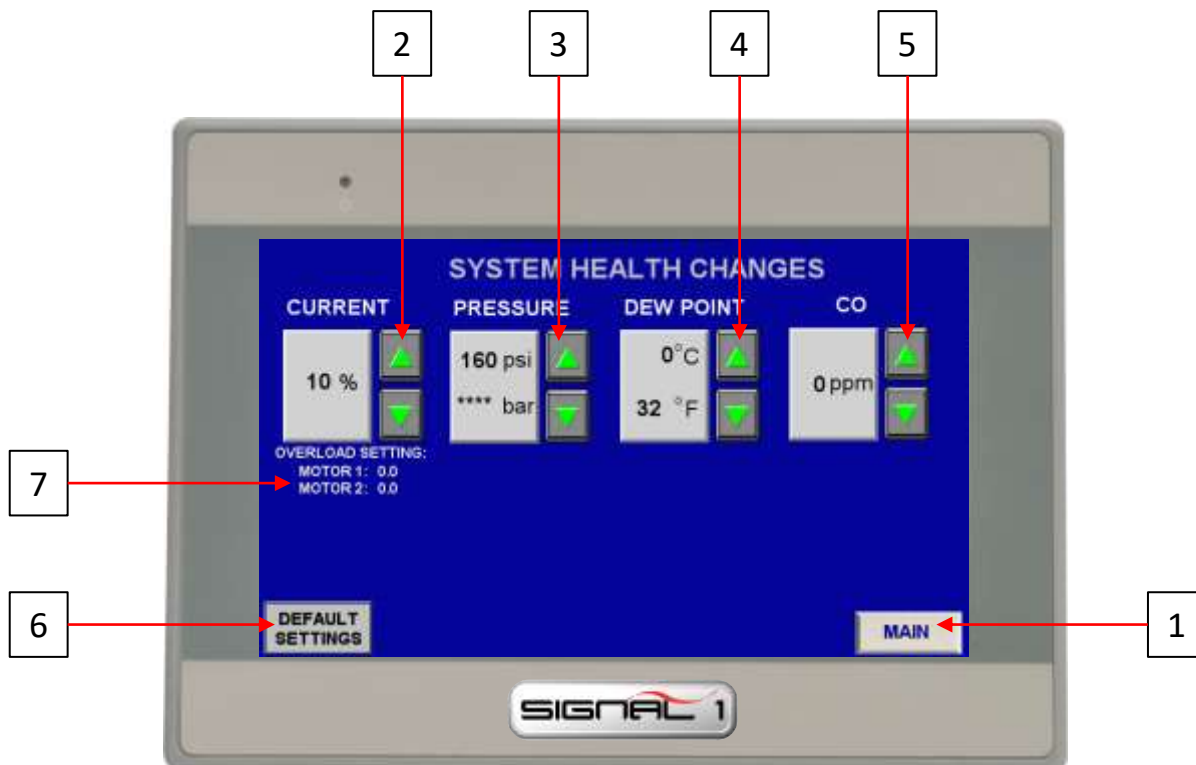 2 3 4 5
SYSTEM HEALTH CHANGES
CURRENT PRESSURE DEW POINT CO
10 %
160 psi
**** bar
0°C
32 °F
0 ppm
OVERLOAD SETTING:
MOTOR 1: 0.0
MOTOR 2: 0.0
7
6
DEFAULT
SETTINGS
MAIN
1
SIGNAL 1